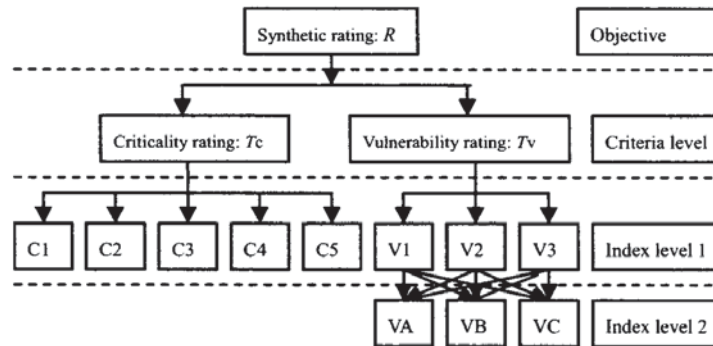 Synthetic rating: R
Objective
Criticality rating: Tc
Vulnerability rating: Tv
Criteria level
C1
C2
C3
C4
C5
V1
V2
V3
Index level 1
VA
VB
VC
Index level 2